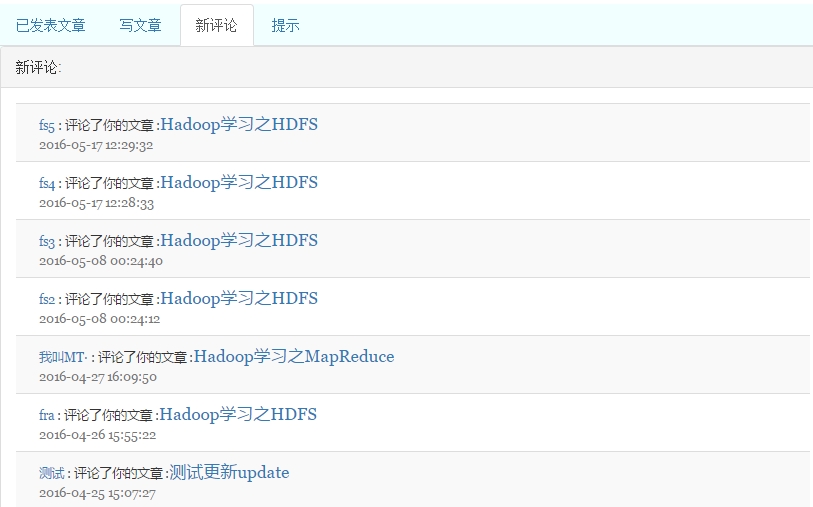 已发表文章 写文章 新评论 提示
新评论:
fs5 : 评论了你的文章 :Hadoop学习之HDFS
2016-05-17 12:29:32
fs4 : 评论了你的文章 :Hadoop学习之HDFS
2016-05-17 12:28:33
fs3 : 评论了你的文章 :Hadoop学习之HDFS
2016-05-08 00:24:40
fs2 : 评论了你的文章 :Hadoop学习之HDFS
2016-05-08 00:24:12
我叫MT· : 评论了你的文章 :Hadoop学习之MapReduce
2016-04-27 16:09:50
fra : 评论了你的文章 :Hadoop学习之HDFS
2016-04-26 15:55:22
测试 : 评论了你的文章 :测试更新update
2016-04-25 15:07:27